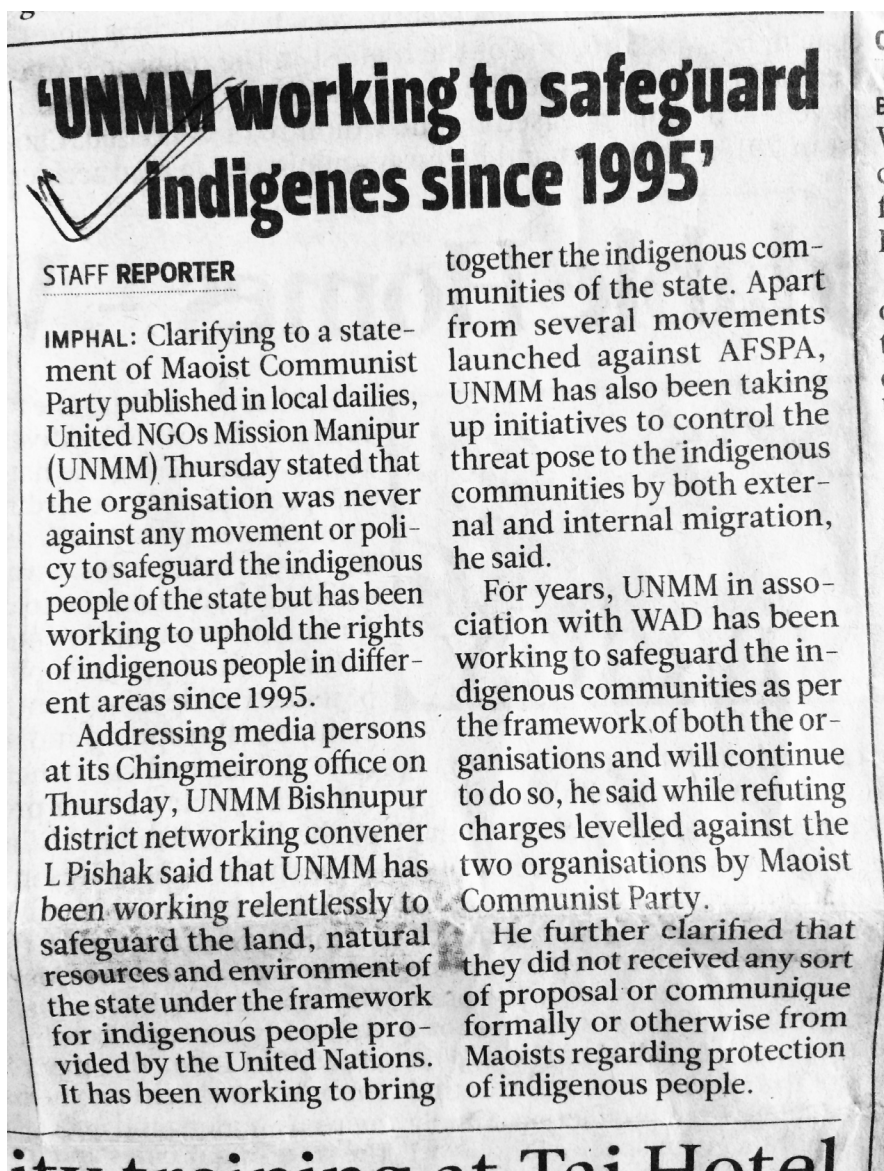 ‘UNMM working to safeguard
indigenes since 1995’
STAFF REPORTER
IMPHAL: Clarifying to a state-
ment of Maoist Communist
Party published in local dailies,
United NGOs Mission Manipur
(UNMM) Thursday stated that
the organisation was never
against any movement or poli-
cy to safeguard the indigenous
people of the state but has been
working to uphold the rights
of indigenous people in differ-
ent areas since 1995.
Addressing media persons
at its Chingmeirong office on
Thursday, UNMM Bishnupur
district networking convener
L Pishak said that UNMM has
been working relentlessly to
safeguard the land, natural
resources and environment of
the state under the framework
for indigenous people pro-
vided by the United Nations.
It has been working to bring
together the indigenous com-
munities of the state. Apart
from several movements
launched against AFSPA,
UNMM has also been taking
up initiatives to control the
threat pose to the indigenous
communities by both exter-
nal and internal migration,
he said.
For years, UNMM in asso-
ciation with WAD has been
working to safeguard the in-
digenous communities as per
the framework of both the or-
ganisations and will continue
to do so, he said while refuting
charges levelled against the
two organisations by Maoist
Communist Party.
He further clarified that
they did not received any sort
of proposal or communique
formally or otherwise from
Maoists regarding protection
of indigenous people.
training at Taj Hotel